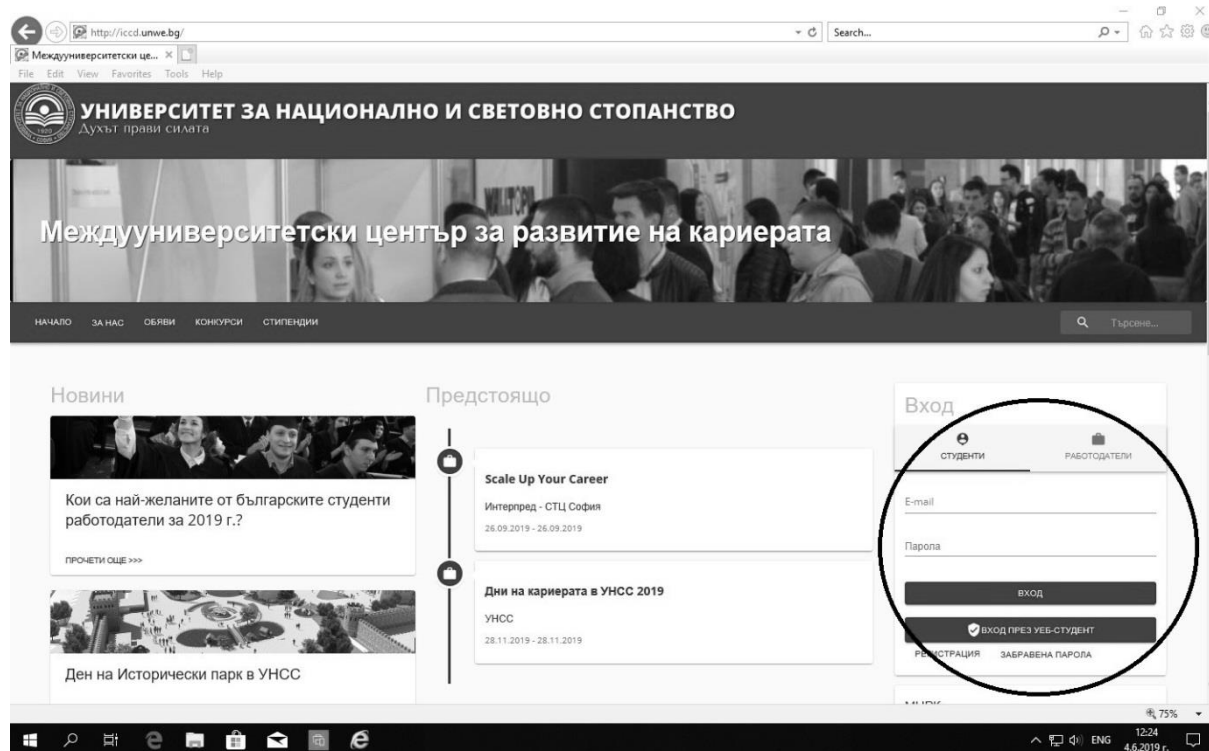 http://iccd.unwe.bg/
Search...
Междууниверситетски це...
File Edit View Favorites Tools Help
УНИВЕРСИТЕТ ЗА НАЦИОНАЛНО И СВЕТОВНО СТОПАНСТВО
Духът прави силата
1920
Междууниверситетски център за развитие на кариерата
НАЧАЛО ЗА НАС ОБЯВИ КОНКУРСИ СТИПЕНДИИ
Търсене...
Новини
Кои са най-желаните от българските студенти
работодатели за 2019 г.?
ПРОЧЕТИ ОЩЕ >>>
Ден на Исторически парк в УНСС
Предстоящо
Scale Up Your Career
Интерпред - СТЦ София
26.09.2019 - 26.09.2019
Дни на кариерата в УНСС 2019
УНСС
28.11.2019 - 28.11.2019
Вход
СТУДЕНТИ РАБОТОДАТЕЛИ
E-mail
Парола
ВХОД
ВХОД ПРЕЗ УЕБ-СТУДЕНТ
РЕГИСТРАЦИЯ ЗАБРАВЕНА ПАРОЛА
75%
ENG
12:24
4.6.2019 г.